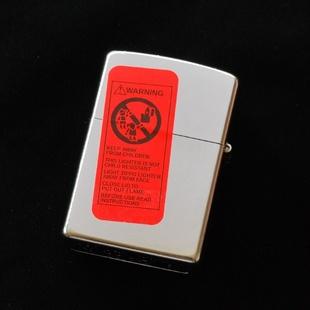 WARNING
KEEP AWAY
FROM CHILDREN
THIS LIGHTER IS NOT
CHILD RESISTANT
LIGHT ZIPPO LIGHTER
AWAY FROM FACE
CLOSE LID TO
PUT OUT FLAME
BEFORE USE READ
INSTRUCTIONS